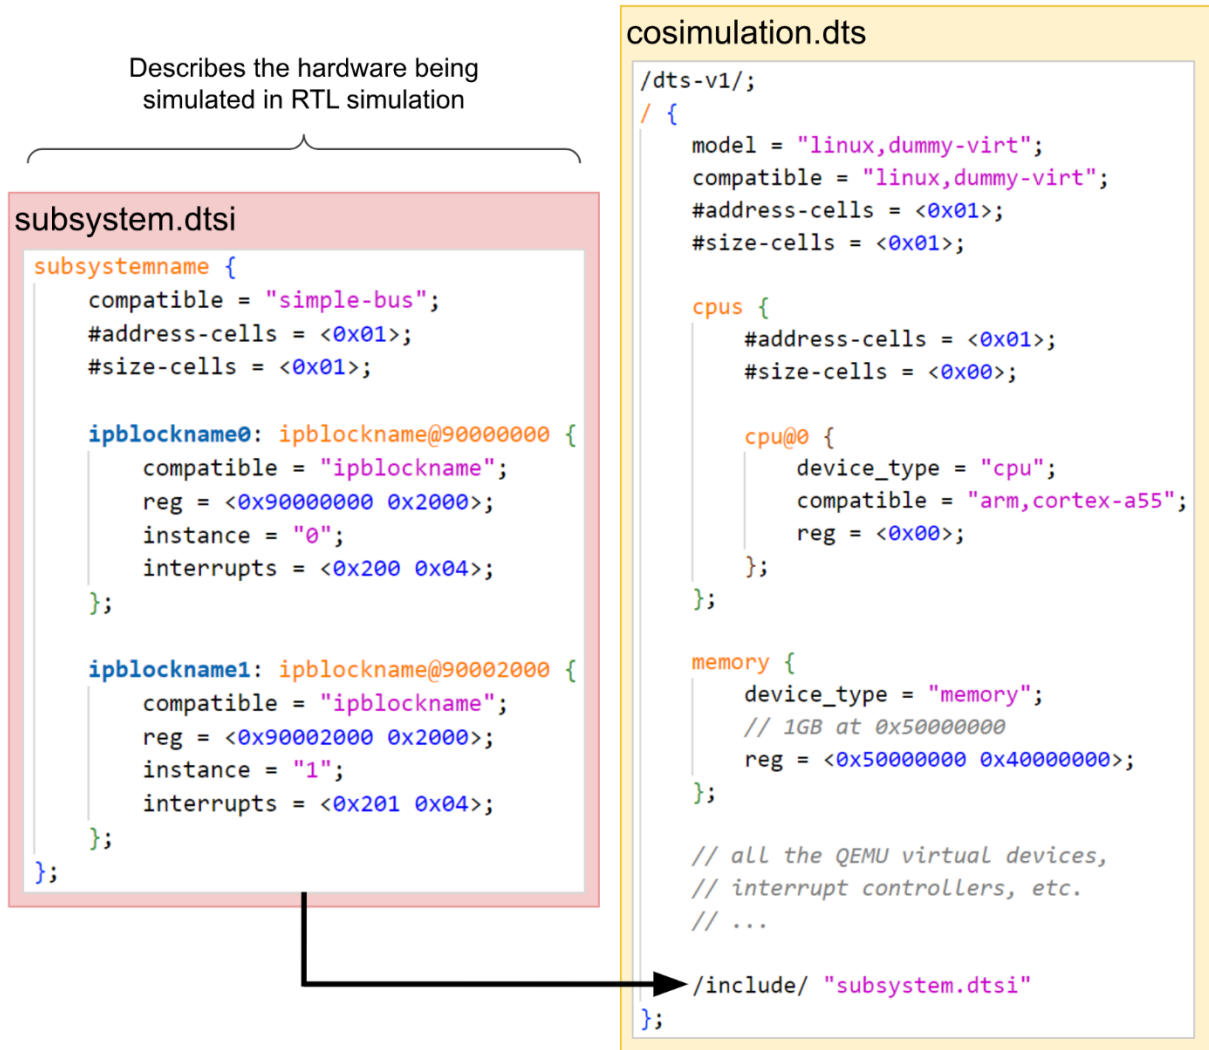 Describes the hardware being
simulated in RTL simulation
subsystem.dtsi
subsystemname {
    compatible = "simple-bus";
    #address-cells = <0x01>;
    #size-cells = <0x01>;
    ipblockname0: ipblockname@90000000 {
        compatible = "ipblockname";
        reg = <0x90000000 0x2000>;
        instance = "0";
        interrupts = <0x200 0x04>;
    };
    ipblockname1: ipblockname@90002000 {
        compatible = "ipblockname";
        reg = <0x90002000 0x2000>;
        instance = "1";
        interrupts = <0x201 0x04>;
    };
};
cosimulation.dts
/dts-v1/;
/ {
    model = "linux,dummy-virt";
    compatible = "linux,dummy-virt";
    #address-cells = <0x01>;
    #size-cells = <0x01>;
    cpus {
        #address-cells = <0x01>;
        #size-cells = <0x00>;
        cpu@0 {
            device_type = "cpu";
            compatible = "arm,cortex-a55";
            reg = <0x00>;
        };
    };
    memory {
        device_type = "memory";
        // 1GB at 0x50000000
        reg = <0x50000000 0x40000000>;
    };
    // all the QEMU virtual devices,
    // interrupt controllers, etc.
    // ...
    /include/ "subsystem.dtsi"
};